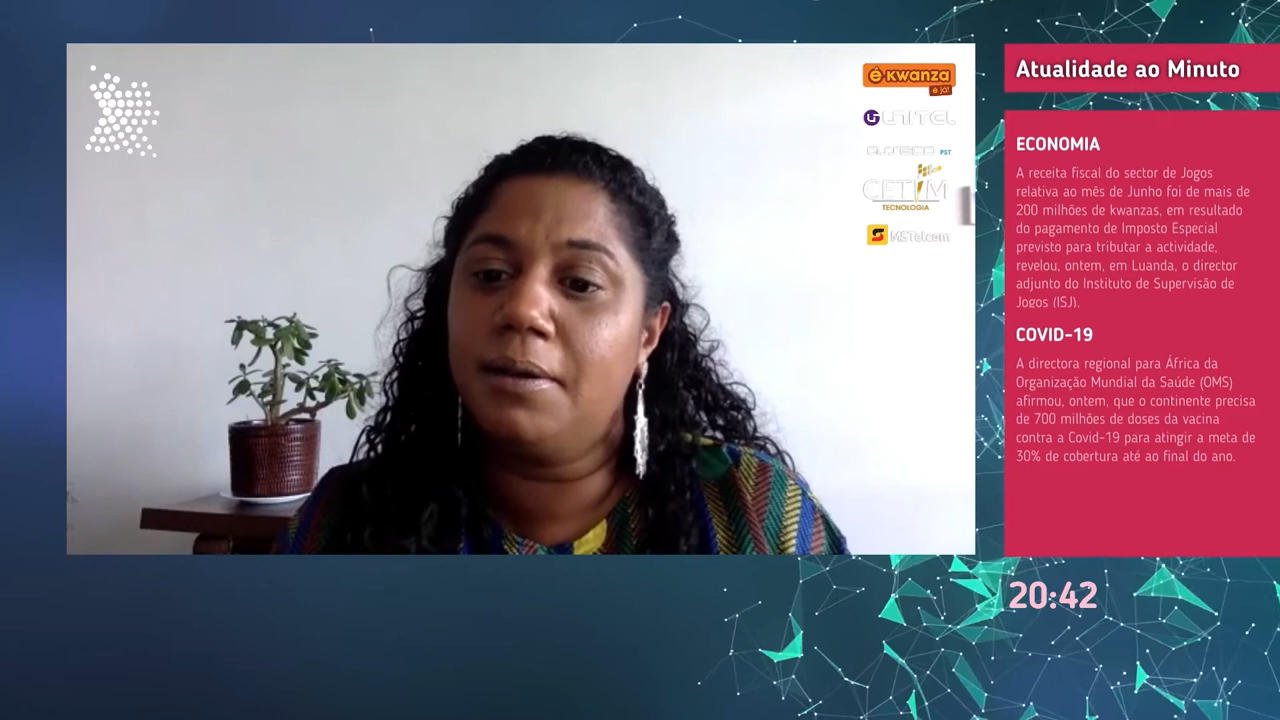 é kwanza
é já!
UNITEL
PST
CETIM
TECNOLOGIA
MSTelcom
Atualidade ao Minuto
ECONOMIA
A receita fiscal do sector de Jogos
relativa ao mês de Junho foi de mais de
200 milhões de kwanzas, em resultado
do pagamento de Imposto Especial
previsto para tributar a actividade,
revelou, ontem, em Luanda, o director
adjunto do Instituto de Supervisão de
Jogos (ISJ).
COVID-19
A directora regional para África da
Organização Mundial da Saúde (OMS)
afirmou, ontem, que o continente precisa
de 700 milhões de doses da vacina
contra a Covid-19 para atingir a meta de
30% de cobertura até ao final do ano.
20:42